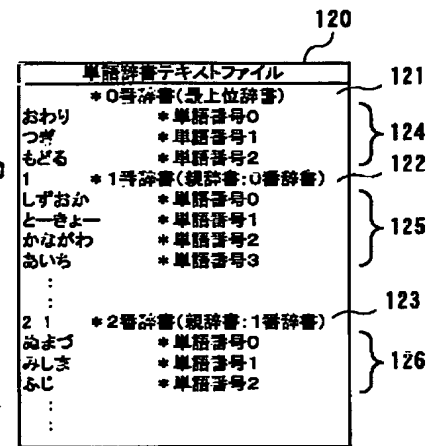 120
単語辞書テキストファイル
*0番辞書(最上位辞書) 121
おわり *単語番号0
つぎ *単語番号1 124
もどる *単語番号2
1 *1番辞書(親辞書:0番辞書) 122
しずおか *単語番号0
とーきょー *単語番号1
かながわ *単語番号2 125
あいち *単語番号3
:
:
2 1 *2番辞書(親辞書:1番辞書) 123
ぬまづ *単語番号0
みしま *単語番号1 126
ふじ *単語番号2
:
: